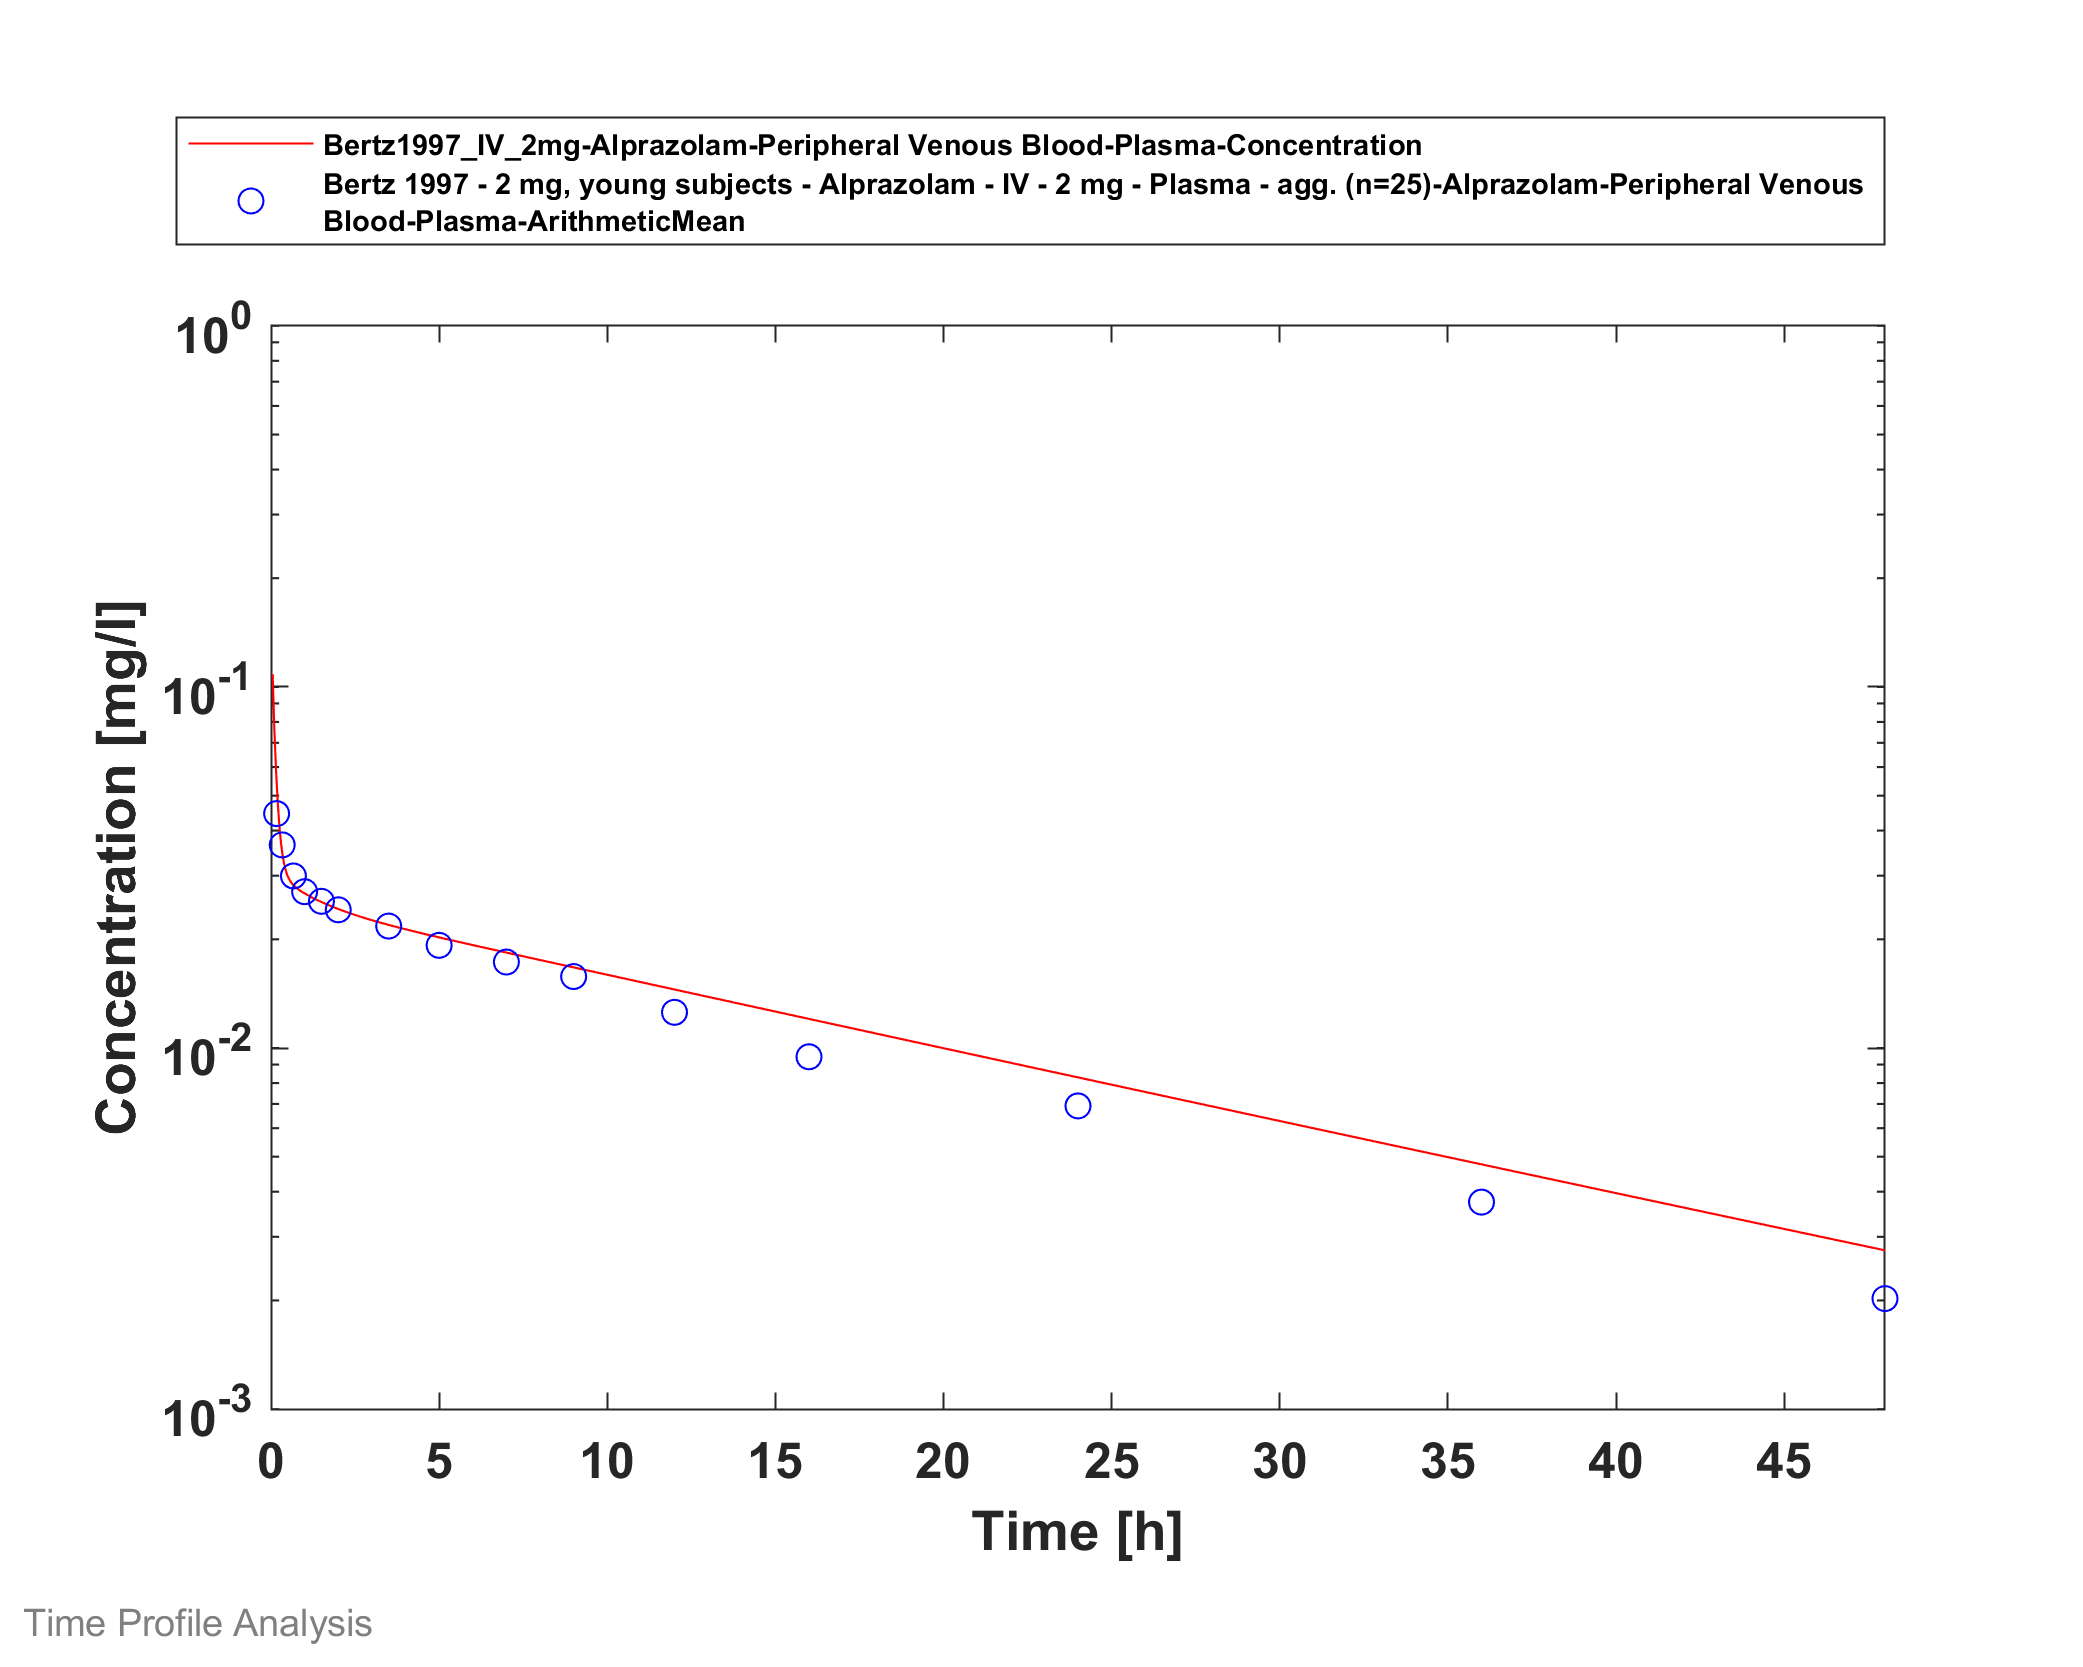 Bertz1997_IV_2mg-Alprazolam-Peripheral Venous Blood-Plasma-Concentration
Bertz 1997 - 2 mg, young subjects - Alprazolam - IV - 2 mg - Plasma - agg. (n=25)-Alprazolam-Peripheral Venous
Blood-Plasma-ArithmeticMean
10^0
10^-1
10^-2
10^-3
Concentration [mg/l]
0 5 10 15 20 25 30 35 40 45
Time [h]
Time Profile Analysis